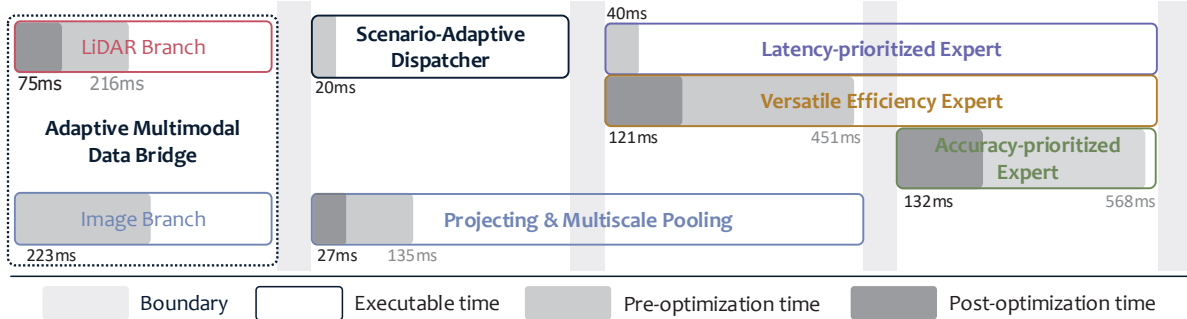 LiDAR Branch
75ms 216ms
Adaptive Multimodal
Data Bridge
Image Branch
223ms
Scenario-Adaptive
Dispatcher
20ms
Projecting & Multiscale Pooling
27ms 135ms
40ms
Latency-prioritized Expert
Versatile Efficiency Expert
121ms 451ms
Accuracy-prioritized
Expert
132ms 568ms
Boundary Executable time Pre-optimization time Post-optimization time